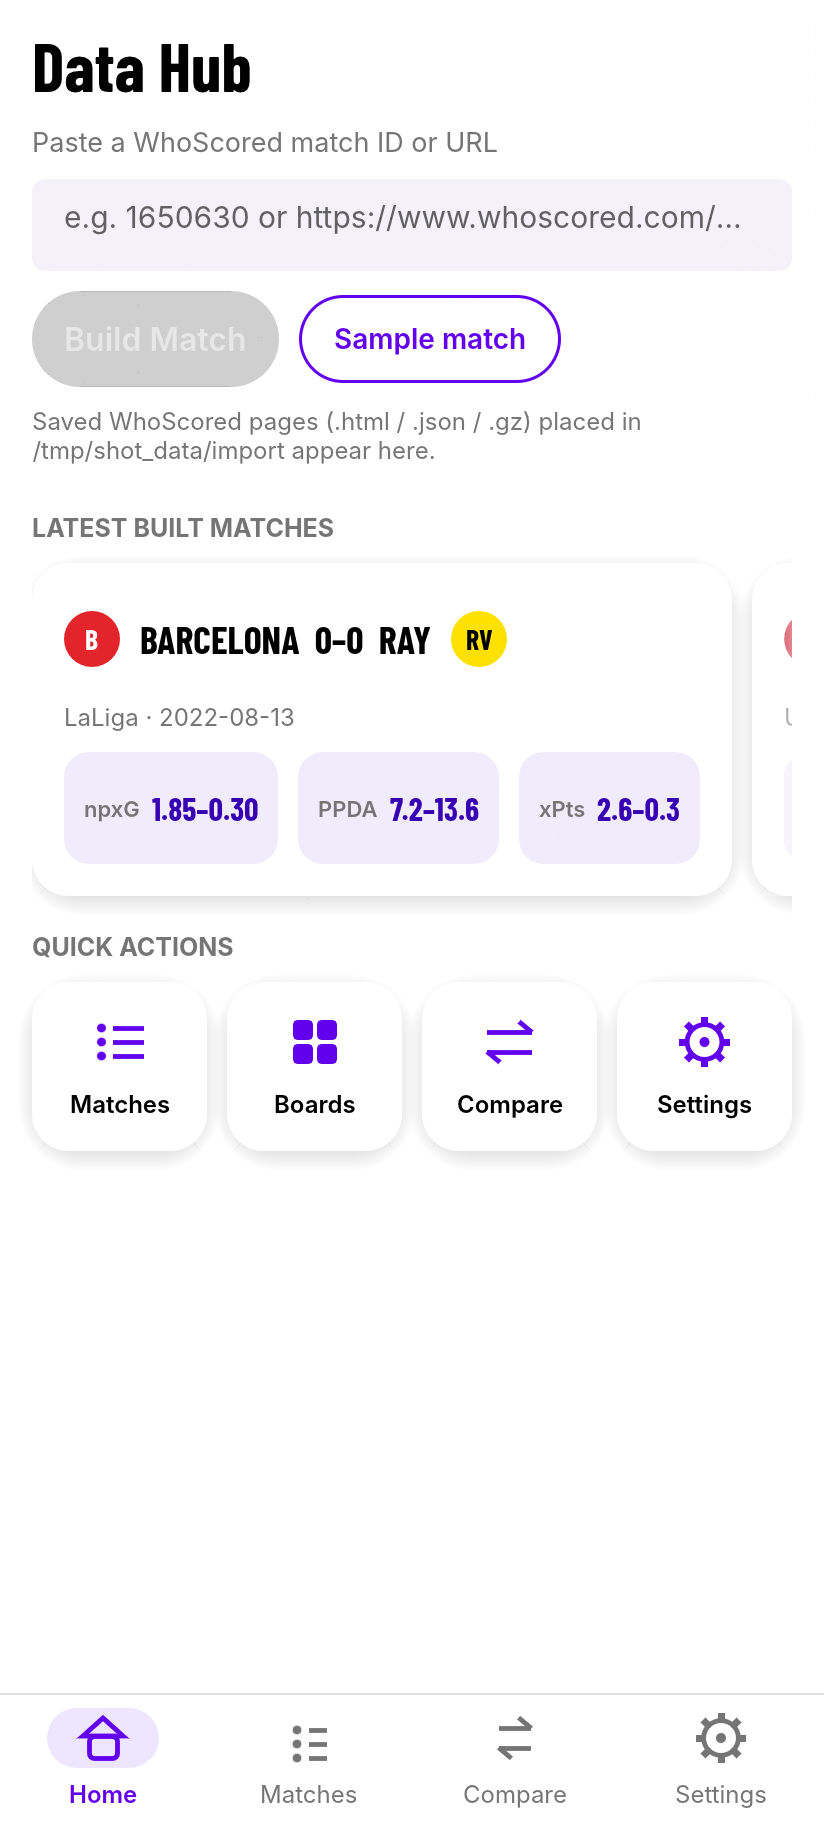 Data Hub
Paste a WhoScored match ID or URL
e.g. 1650630 or https://www.whoscored.com/...
Build Match
Sample match
Saved WhoScored pages (.html / .json / .gz) placed in
/tmp/shot_data/import appear here.
LATEST BUILT MATCHES
B BARCELONA 0–0 RAY RV
LaLiga · 2022-08-13
npxG 1.85–0.30 PPDA 7.2–13.6 xPts 2.6–0.3
QUICK ACTIONS
Matches Boards Compare Settings
Home Matches Compare Settings